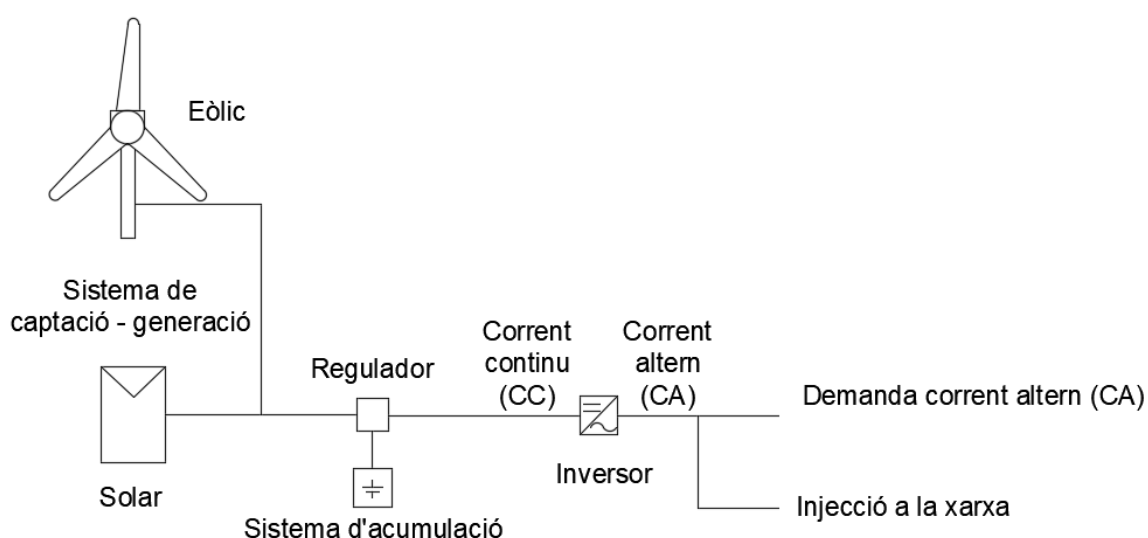 Eòlic
Sistema de
captació - generació
Solar
Regulador
Sistema d'acumulació
Corrent
continu
(CC)
Corrent
altern
(CA)
Inversor
Demanda corrent altern (CA)
Injecció a la xarxa